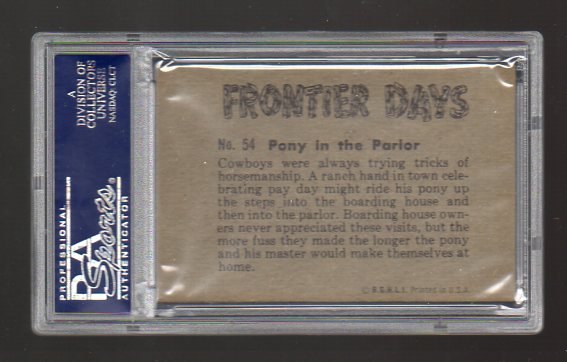 A
DIVISION OF
COLLECTORS
UNIVERSE
NASDAQ: CLCT
PROFESSIONAL
PSA
Sports
AUTHENTICATOR
FRONTIER DAYS
No. 54 Pony in the Parlor
Cowboys were always trying tricks of
horsemanship. A ranch hand in town cele-
brating pay day might ride his pony up
the steps into the boarding house and
then into the parlor. Boarding house own-
ers never appreciated these visits, but the
more fuss they made the longer the pony
and his master would make themselves at
home.
© B.G.H.L.I. Printed in U.S.A.